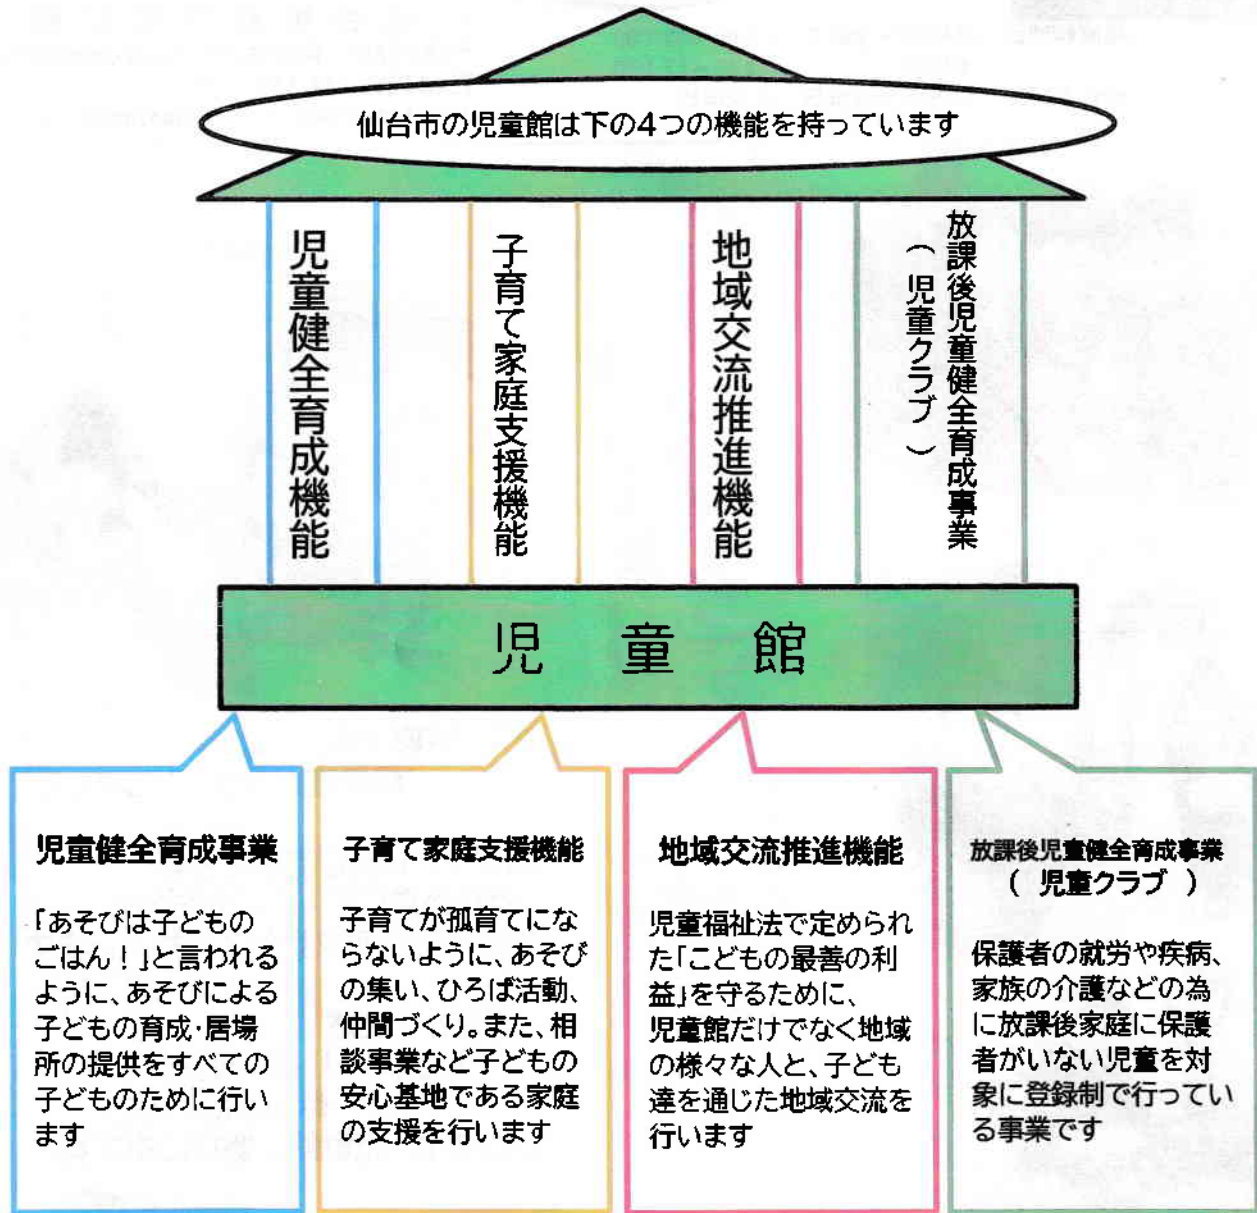 仙台市の児童館は下の4つの機能を持っています
児童健全育成機能
子育て家庭支援機能
地域交流推進機能
放課後児童健全育成事業
（児童クラブ）
児童館
児童健全育成事業
「あそびは子どもの
ごはん！」と言われる
ように、あそびによる
子どもの育成・居場
所の提供をすべての
子どものために行い
ます
子育て家庭支援機能
子育てが孤育てにな
らないように、あそび
の集い、ひろば活動、
仲間づくり。また、相
談事業など子どもの
安心基地である家庭
の支援を行います
地域交流推進機能
児童福祉法で定められ
た「こどもの最善の利
益」を守るために、
児童館だけでなく地域
の様々な人と、子ども
達を通じた地域交流を
行います
放課後児童健全育成事業
（ 児童クラブ ）
保護者の就労や疾病、
家族の介護などの為
に放課後家庭に保護
者がいない児童を対
象に登録制で行ってい
る事業です